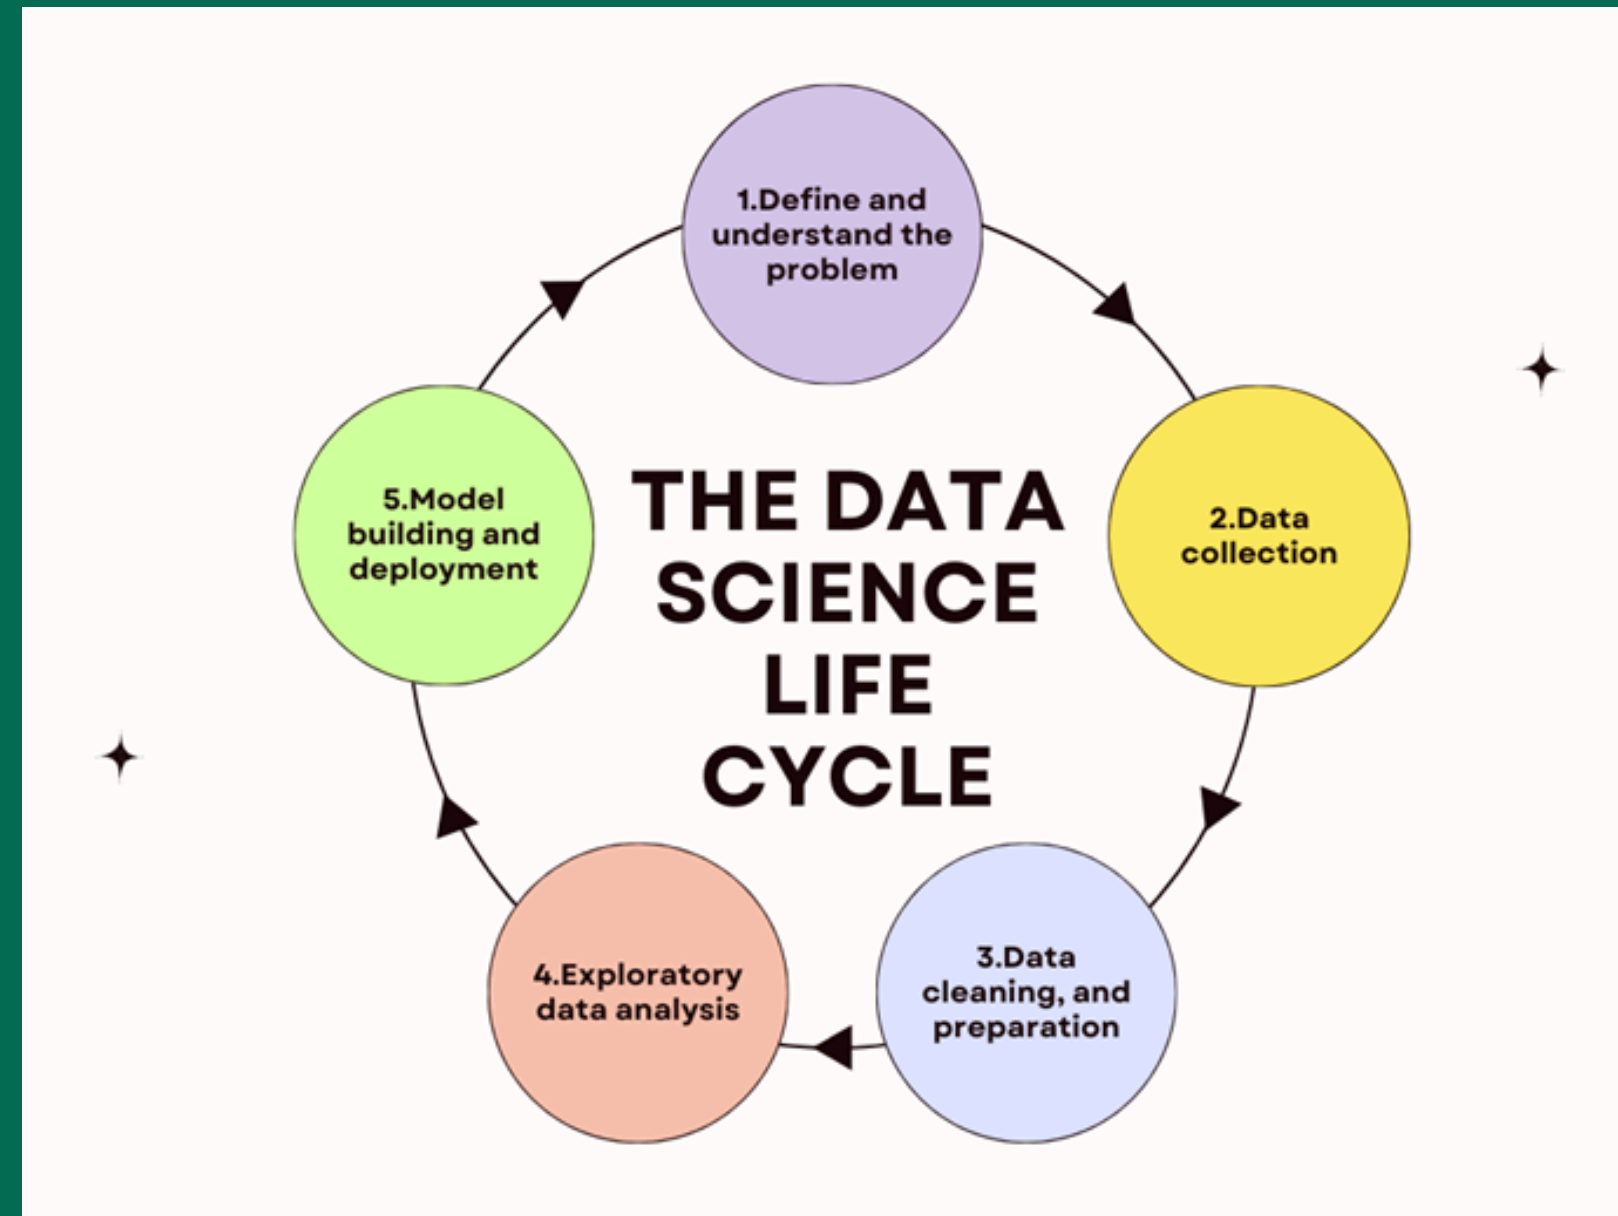 1.Define and
understand the
problem
2.Data
collection
3.Data
cleaning, and
preparation
4.Exploratory
data analysis
5.Model
building and
deployment
THE DATA
SCIENCE
LIFE
CYCLE